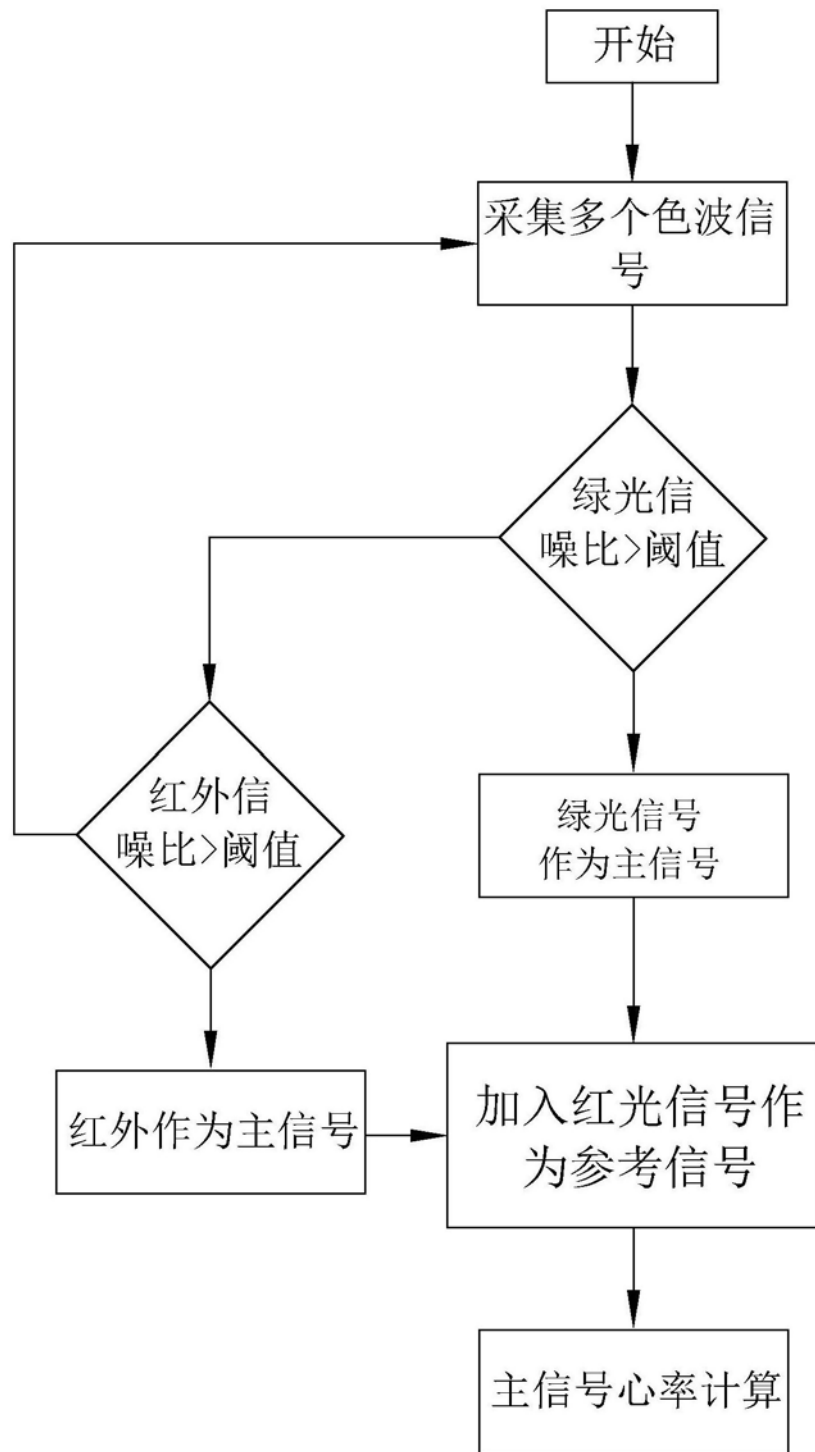 开始
采集多个色波信
号
绿光信
噪比>阈值
红外信
噪比>阈值
绿光信号
作为主信号
红外作为主信号
加入红光信号作
为参考信号
主信号心率计算